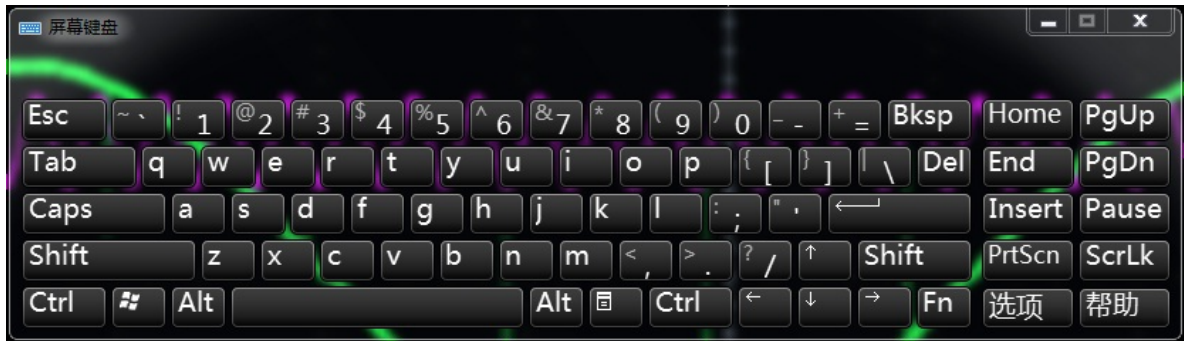 屏幕键盘
Esc ~ ` ! 1 @ 2 # 3 $ 4 % 5 ^ 6 & 7 * 8 ( 9 ) 0 _ - + = Bksp Home PgUp
Tab q w e r t y u i o p { [ } ] | \ Del End PgDn
Caps a s d f g h j k l : ; " ' Insert Pause
Shift z x c v b n m < , > . ? / ↑ Shift PrtScn ScrLk
Ctrl Alt Alt Ctrl ← ↓ → Fn 选项 帮助